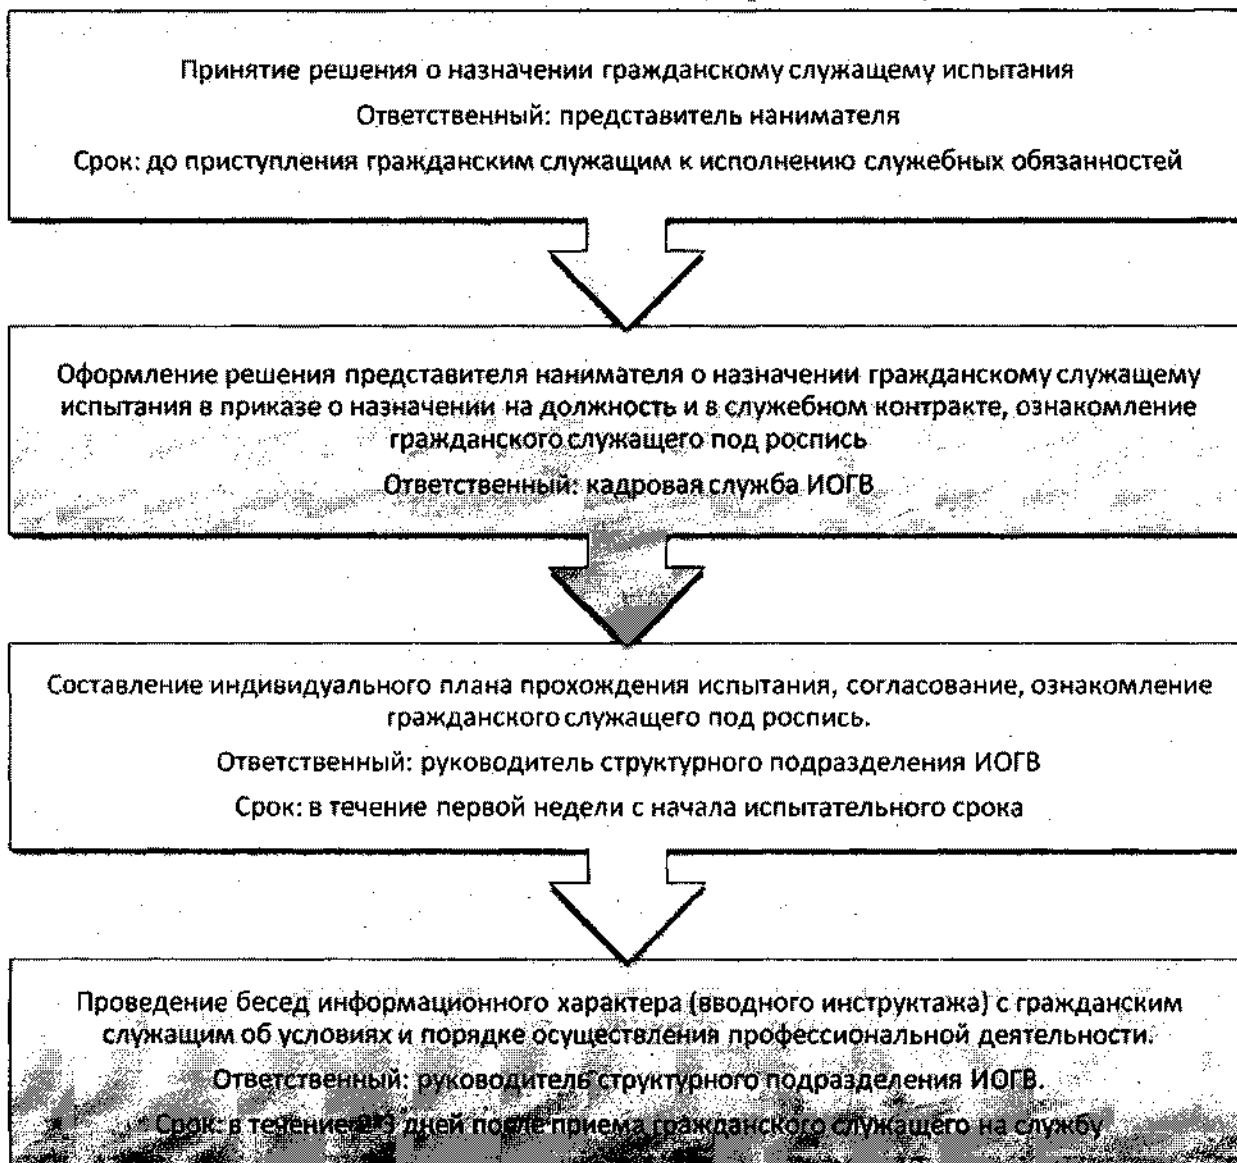 Принятие решения о назначении гражданскому служащему испытания
Ответственный: представитель нанимателя
Срок: до приступления гражданским служащим к исполнению служебных обязанностей
Оформление решения представителя нанимателя о назначении гражданскому служащему
испытания в приказе о назначении на должность и в служебном контракте, ознакомление
гражданского служащего под роспись
Ответственный: кадровая служба ИОГВ
Составление индивидуального плана прохождения испытания, согласование, ознакомление
гражданского служащего под роспись.
Ответственный: руководитель структурного подразделения ИОГВ
Срок: в течение первой недели с начала испытательного срока
Проведение бесед информационного характера (вводного инструктажа) с гражданским
служащим об условиях и порядке осуществления профессиональной деятельности.
Ответственный: руководитель структурного подразделения ИОГВ.
Срок: в течение 3 дней после приема гражданского служащего на службу